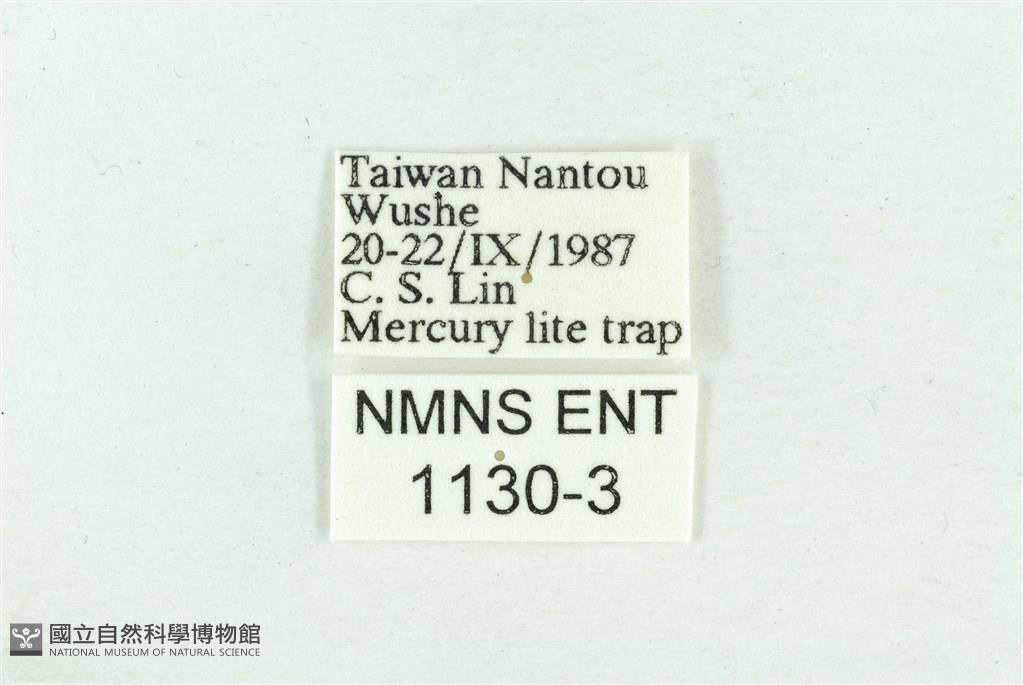 Taiwan Nantou
Wushe
20-22/IX/1987
C. S. Lin
Mercury lite trap
NMNS ENT
1130-3
國立自然科學博物館
NATIONAL MUSEUM OF NATURAL SCIENCE